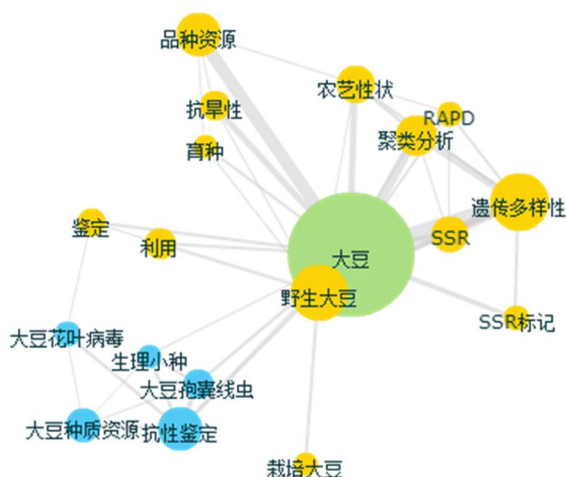 品种资源
农艺性状
抗旱性
RAPD
聚类分析
育种
遗传多样性
鉴定
利用
SSR
大豆
野生大豆
SSR标记
大豆花叶病毒
生理小种
大豆孢囊线虫
大豆种质资源
抗性鉴定
栽培大豆